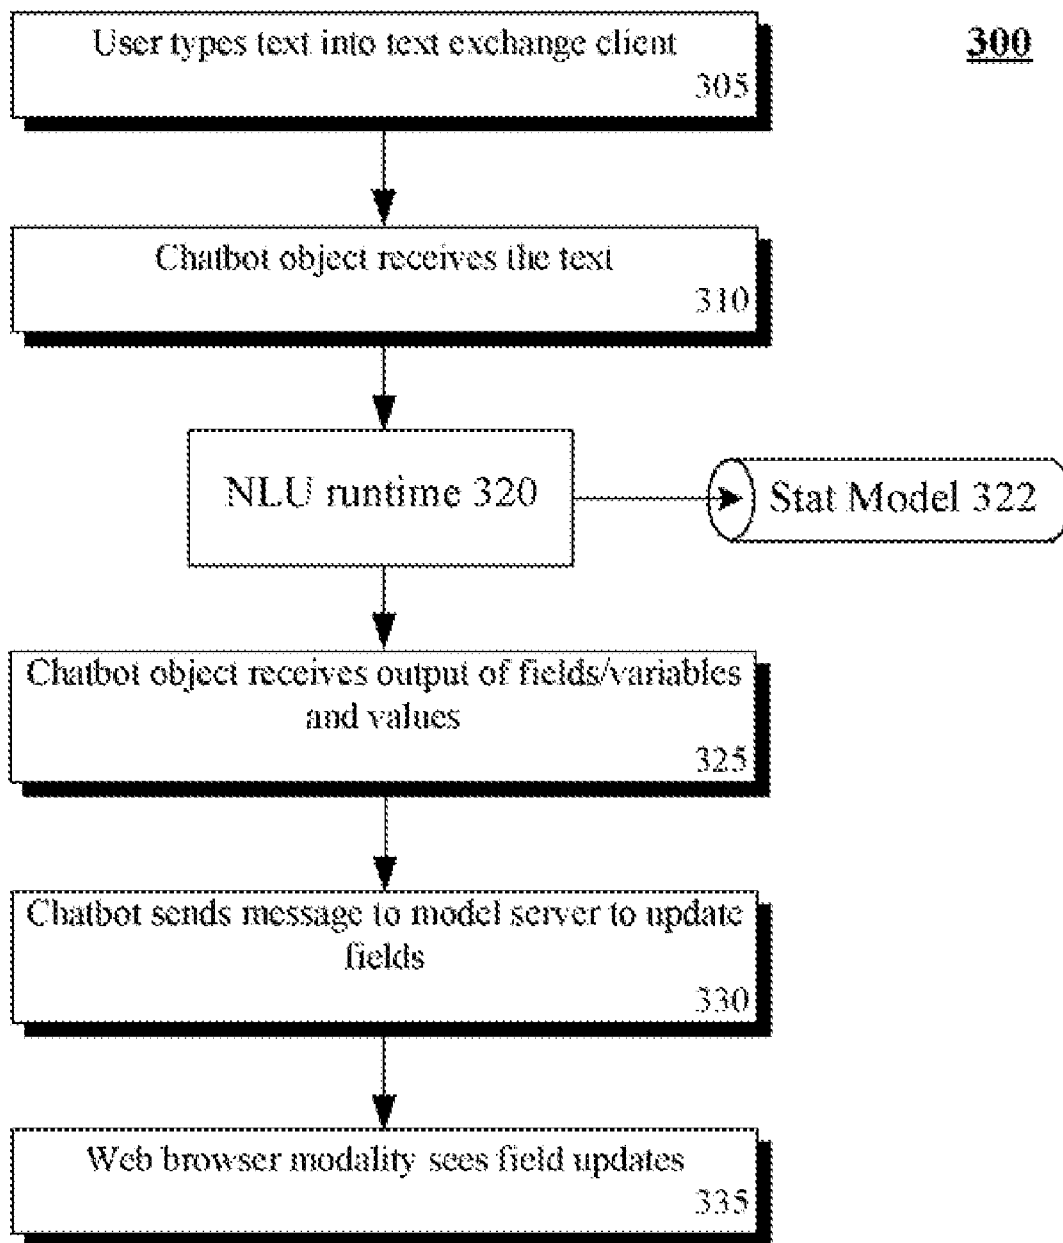 User types text into text exchange client
305
300
Chatbot object receives the text
310
NLU runtime 320
Stat Model 322
Chatbot object receives output of fields/variables
and values
325
Chatbot sends message to model server to update
fields
330
Web browser modality sees field updates
335